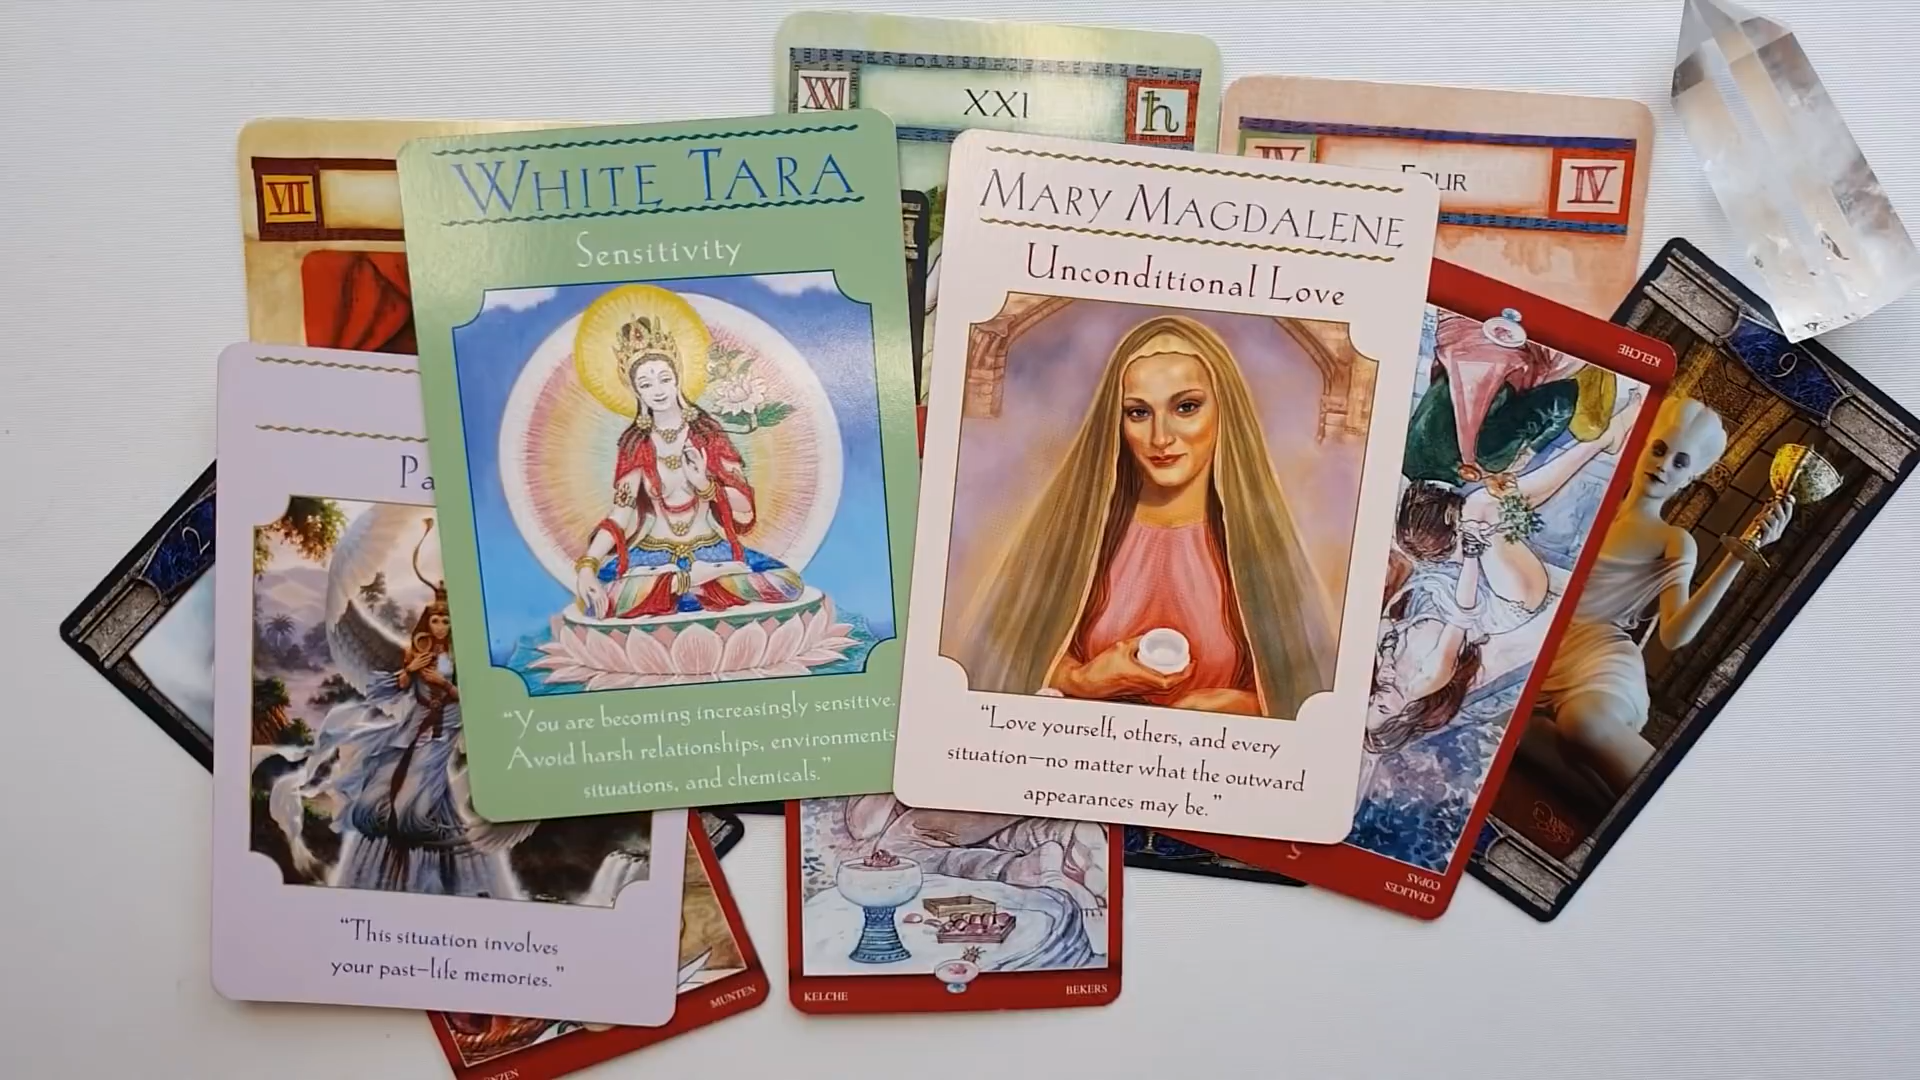 XXI
XXI
VII
WHITE TARA
Sensitivity
"You are becoming increasingly sensitive.
Avoid harsh relationships, environments
situations, and chemicals."
MARY MAGDALENE
Unconditional Love
"Love yourself, others, and every
situation—no matter what the outward
appearances may be."
IV
FOUR
IV
KELCHE
9
2
Pa
"This situation involves
your past-life memories."
MUNTEN
KELCHE
BEKERS
5
CHALICES
COPAS